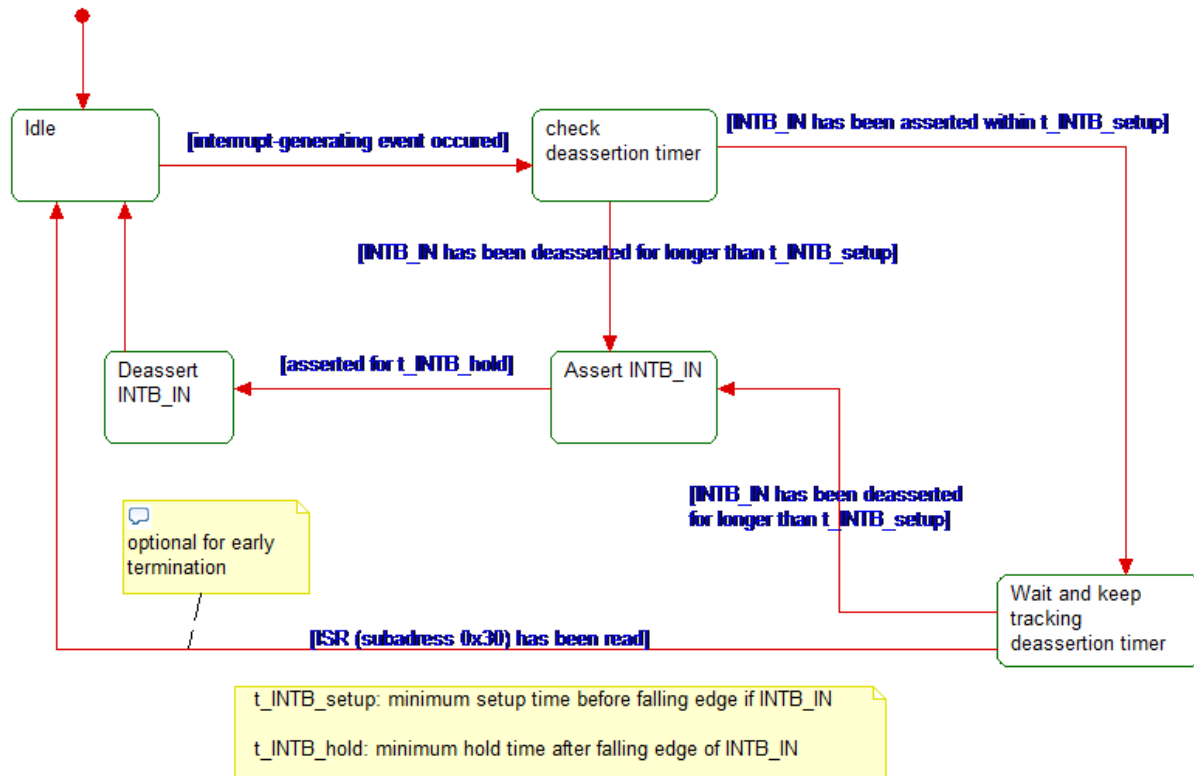 Idle
[interrupt-generating event occured]
check
deassertion timer
[INTB_IN has been asserted within t_INTB_setup]
[INTB_IN has been deasserted for longer than t_INTB_setup]
Deassert
INTB_IN
[asserted for t_INTB_hold]
Assert INTB_IN
[INTB_IN has been deasserted
for longer than t_INTB_setup]
optional for early
termination
Wait and keep
tracking
deassertion timer
[ISR (subadress 0x30) has been read]
t_INTB_setup: minimum setup time before falling edge if INTB_IN
t_INTB_hold: minimum hold time after falling edge of INTB_IN